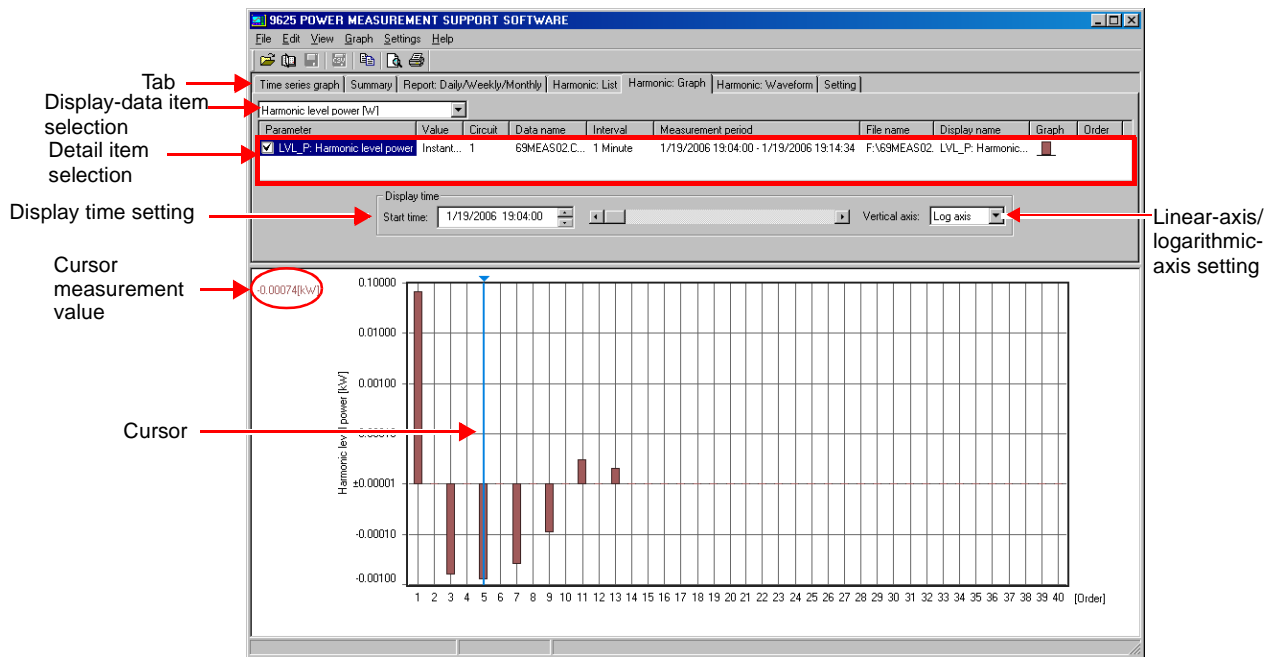 9625 POWER MEASUREMENT SUPPORT SOFTWARE
File Edit View Graph Settings Help
Tab
Time series graph Summary Report: Daily/Weekly/Monthly Harmonic: List Harmonic: Graph Harmonic: Waveform Setting
Display-data item
selection
Harmonic level power [W]
Parameter Value Circuit Data name Interval Measurement period File name Display name Graph Order
Detail item
selection
LVL_P: Harmonic level power Instant... 1 69MEAS02.C... 1 Minute 1/19/2006 19:04:00 - 1/19/2006 19:14:34 F:\69MEAS02. LVL_P: Harmonic...
Display time setting
Display time
Start time: 1/19/2006 19:04:00 Vertical axis: Log axis
Linear-axis/
logarithmic-
axis setting
Cursor
measurement
value
-0.00074[kW]
0.10000
0.01000
0.00100
0.00010
±0.00001
-0.00010
-0.00100
Harmonic level power [kW]
Cursor
1 2 3 4 5 6 7 8 9 10 11 12 13 14 15 16 17 18 19 20 21 22 23 24 25 26 27 28 29 30 31 32 33 34 35 36 37 38 39 40 [Order]